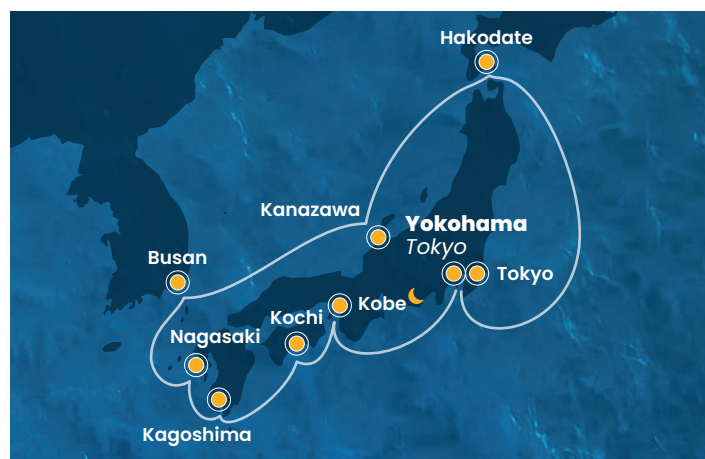 Hakodate
Kanazawa
Yokohama
Tokyo
Busan
Tokyo
Kobe
Kochi
Nagasaki
Kagoshima